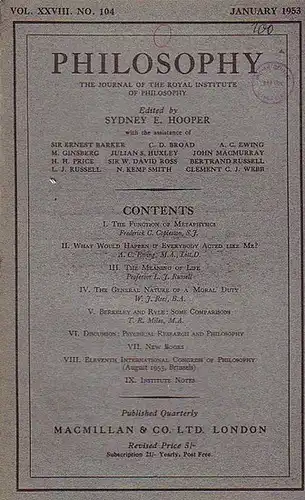 VOL. XXVIII. NO. 104 JANUARY 1953
PHILOSOPHY
THE JOURNAL OF THE ROYAL INSTITUTE
OF PHILOSOPHY
Edited by
SYDNEY E. HOOPER
with the assistance of
SIR ERNEST BARKER C. D. BROAD A. C. EWING
M. GINSBERG JULIAN S. HUXLEY JOHN MACMURRAY
H. H. PRICE SIR W. DAVID ROSS BERTRAND RUSSELL
L. J. RUSSELL N. KEMP SMITH CLEMENT C. J. WEBB
CONTENTS
I. The Function of Metaphysics
Frederick C. Copleston, S.J.
II. What Would Happen if Everybody Acted like Me?
A. C. Ewing, M.A., Litt.D.
III. The Meaning of Life
Professor L. J. Russell
IV. The General Nature of a Moral Duty
W. J. Rees, B.A.
V. Berkeley and Ryle: Some Comparisons
T. R. Miles, M.A.
VI. Discussion: Psychical Research and Philosophy
VII. New Books
VIII. Eleventh International Congress of Philosophy
(August 1953, Brussels)
IX. Institute Notes
Published Quarterly
MACMILLAN & CO. LTD. LONDON
Revised Price 5/-
Subscription 21/- Yearly, Post Free